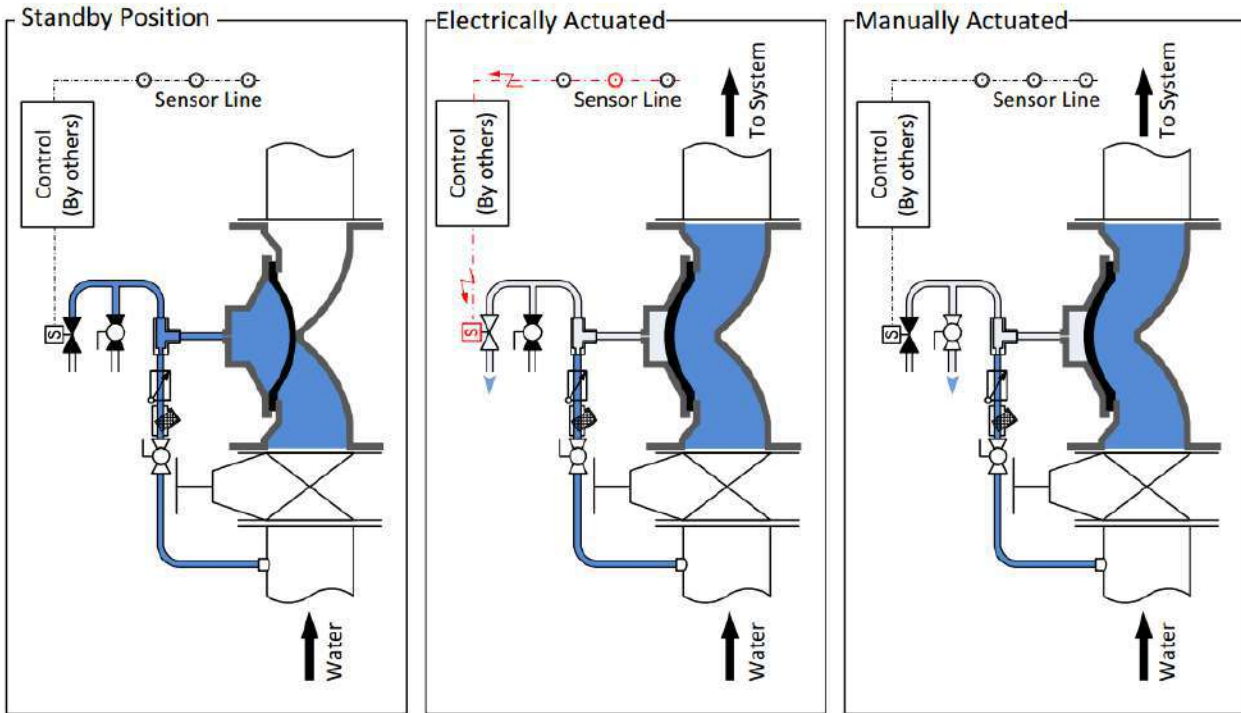 Standby Position
Sensor Line
Control
(By others)
S
Water
Electrically Actuated
To System
Sensor Line
Control
(By others)
S
Water
Manually Actuated
To System
Sensor Line
Control
(By others)
S
Water